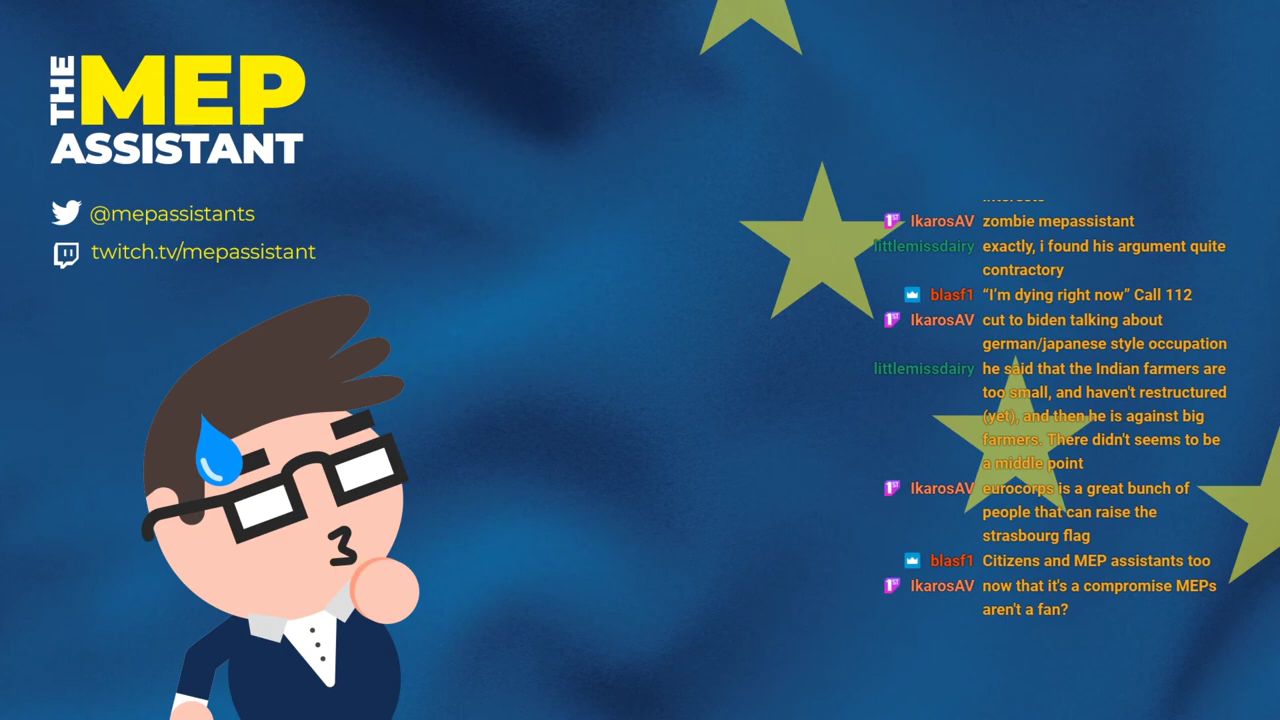 THE MEP
ASSISTANT
@mepassistants
twitch.tv/mepassistant
IkarosAV zombie mepassistant
littlemissdairy exactly, i found his argument quite
contractory
blasf1 “I’m dying right now” Call 112
IkarosAV cut to biden talking about
german/japanese style occupation
littlemissdairy he said that the Indian farmers are
too small, and haven't restructured
(yet), and then he is against big
farmers. There didn't seems to be
a middle point
IkarosAV eurocorps is a great bunch of
people that can raise the
strasbourg flag
blasf1 Citizens and MEP assistants too
IkarosAV now that it's a compromise MEPs
aren't a fan?